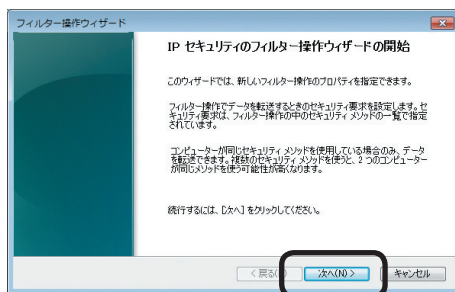 フィルター操作ウィザード
IP セキュリティのフィルター操作ウィザードの開始
このウィザードでは、新しいフィルター操作のプロパティを指定できます。
フィルター操作でデータを転送するときのセキュリティ要求を設定します。セ
キュリティ要求は、フィルター操作の中のセキュリティ メソッドの一覧で指定
されています。
コンピューターが同じセキュリティ メソッドを使用している場合のみ、データ
を転送できます。複数のセキュリティ メソッドを使うと、2 つのコンピューター
が同じメソッドを使う可能性が高くなります。
続行するには、[次へ] をクリックしてください。
< 戻る( 次へ(N) > キャンセル